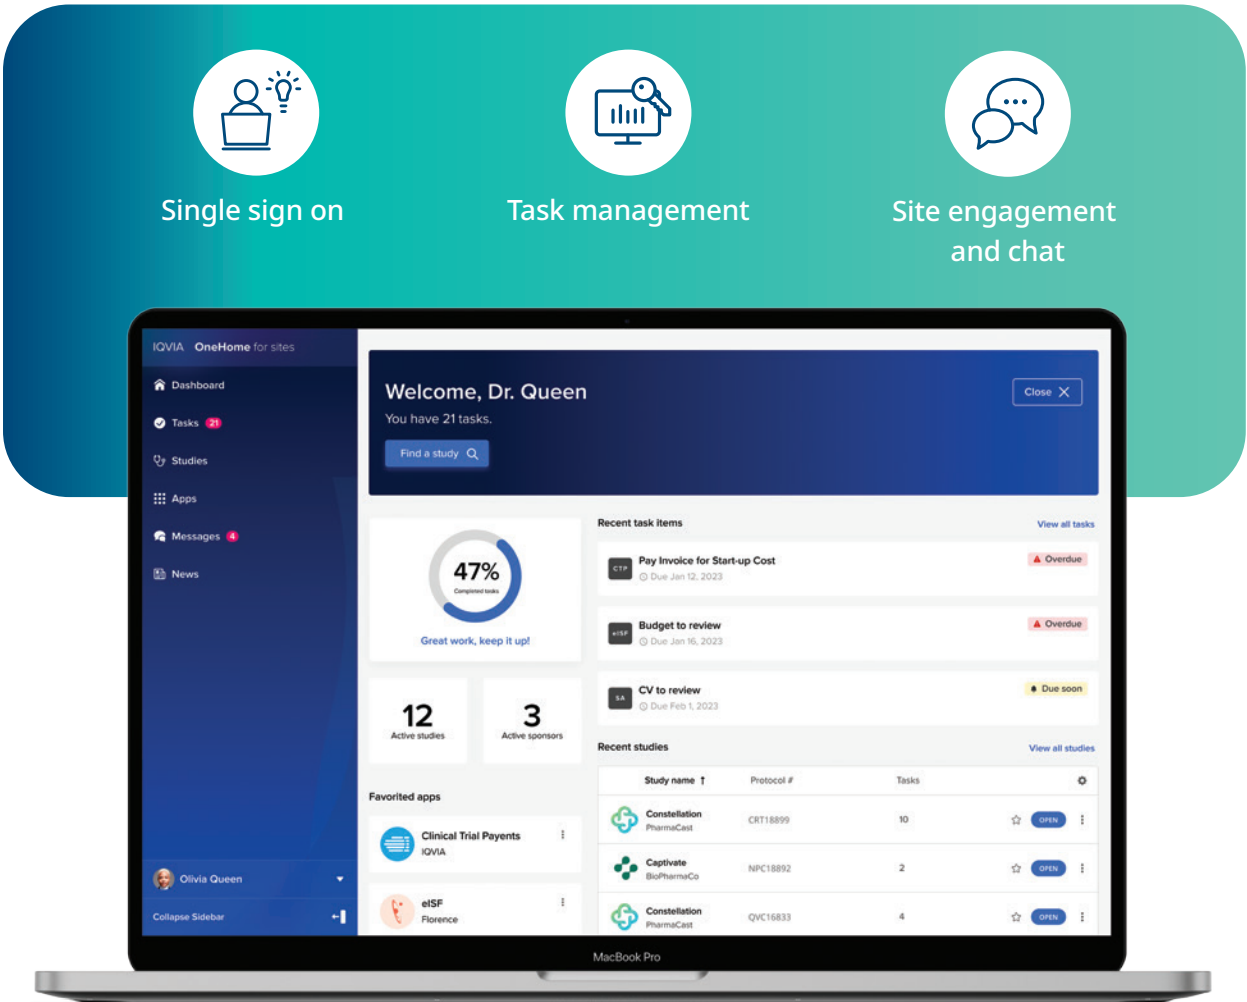 Single sign on
Task management
Site engagement
and chat
IQVIA OneHome for sites
Dashboard
Tasks 21
Studies
Apps
Messages 4
News
Olivia Queen
Collapse Sidebar
Welcome, Dr. Queen
You have 21 tasks.
Find a study
Close
47%
Completed tasks
Great work, keep it up!
12
Active studies
3
Active sponsors
Favorited apps
Clinical Trial Payents
IQVIA
eISF
Florence
Recent task items
View all tasks
CTP
Pay Invoice for Start-up Cost
Due Jan 12, 2023
Overdue
eISF
Budget to review
Due Jan 16, 2023
Overdue
SA
CV to review
Due Feb 1, 2023
Due soon
Recent studies
View all studies
Study name ↑ Protocol # Tasks
Constellation
PharmaCast
CRT18899 10 OPEN
Captivate
BioPharmaCo
NPC18892 2 OPEN
Constellation
PharmaCast
QVC16833 4 OPEN
MacBook Pro